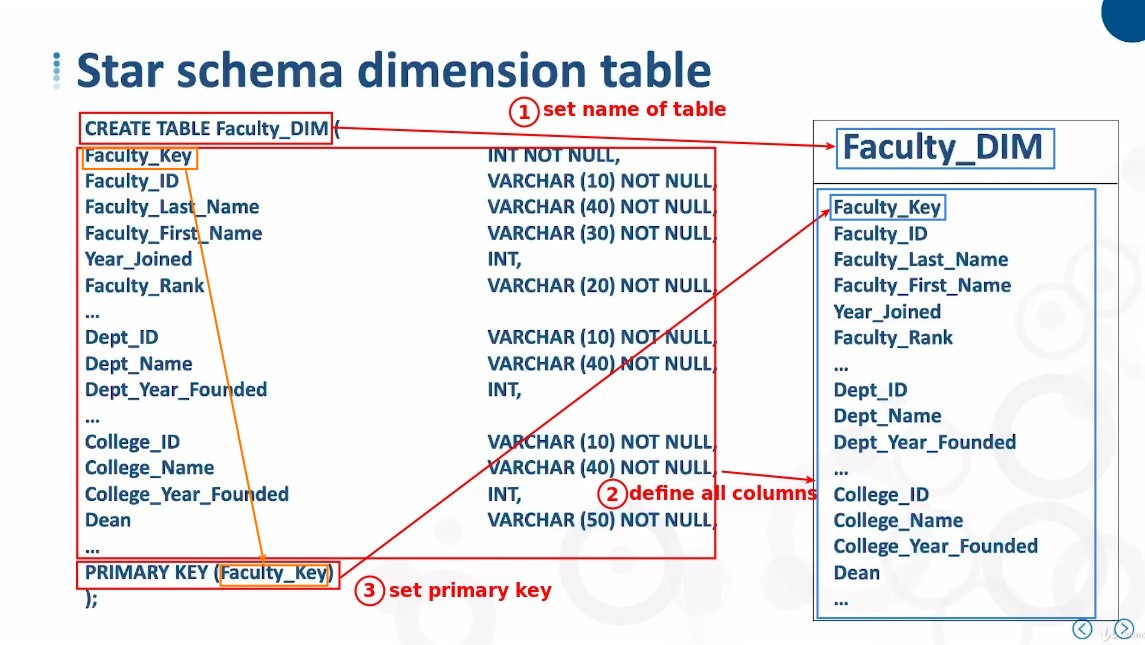 Star schema dimension table
1 set name of table
CREATE TABLE Faculty_DIM (
Faculty_Key INT NOT NULL,
Faculty_ID VARCHAR (10) NOT NULL,
Faculty_Last_Name VARCHAR (40) NOT NULL,
Faculty_First_Name VARCHAR (30) NOT NULL,
Year_Joined INT,
Faculty_Rank VARCHAR (20) NOT NULL,
...
Dept_ID VARCHAR (10) NOT NULL,
Dept_Name VARCHAR (40) NOT NULL,
Dept_Year_Founded INT,
...
College_ID VARCHAR (10) NOT NULL,
College_Name VARCHAR (40) NOT NULL,
College_Year_Founded INT,
2 define all columns
Dean VARCHAR (50) NOT NULL,
...
PRIMARY KEY (Faculty_Key)
3 set primary key
);
Faculty_DIM
Faculty_Key
Faculty_ID
Faculty_Last_Name
Faculty_First_Name
Year_Joined
Faculty_Rank
...
Dept_ID
Dept_Name
Dept_Year_Founded
...
College_ID
College_Name
College_Year_Founded
Dean
...